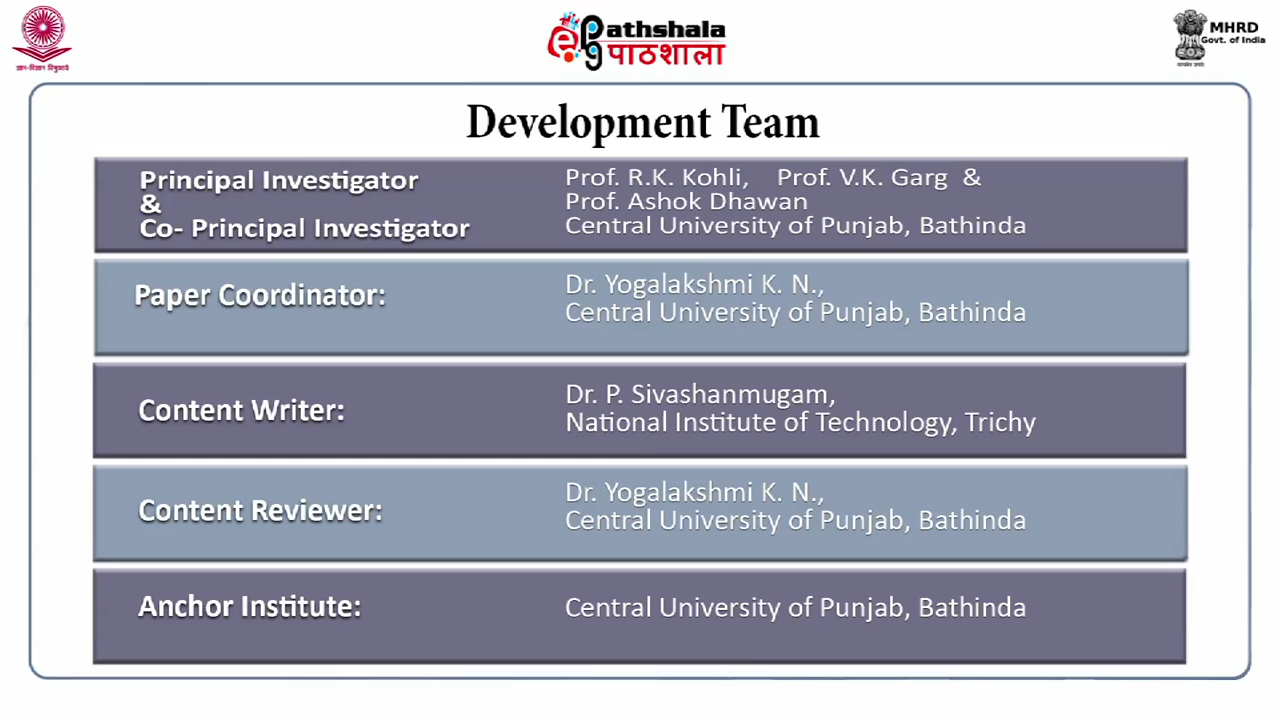 ज्ञान-विज्ञान विमुक्तये
ePg Pathshala
पाठशाला
MHRD
Govt. of India
Development Team
Principal Investigator
&
Co- Principal Investigator
Prof. R.K. Kohli, Prof. V.K. Garg &
Prof. Ashok Dhawan
Central University of Punjab, Bathinda
Paper Coordinator:
Dr. Yogalakshmi K. N.,
Central University of Punjab, Bathinda
Content Writer:
Dr. P. Sivashanmugam,
National Institute of Technology, Trichy
Content Reviewer:
Dr. Yogalakshmi K. N.,
Central University of Punjab, Bathinda
Anchor Institute:
Central University of Punjab, Bathinda